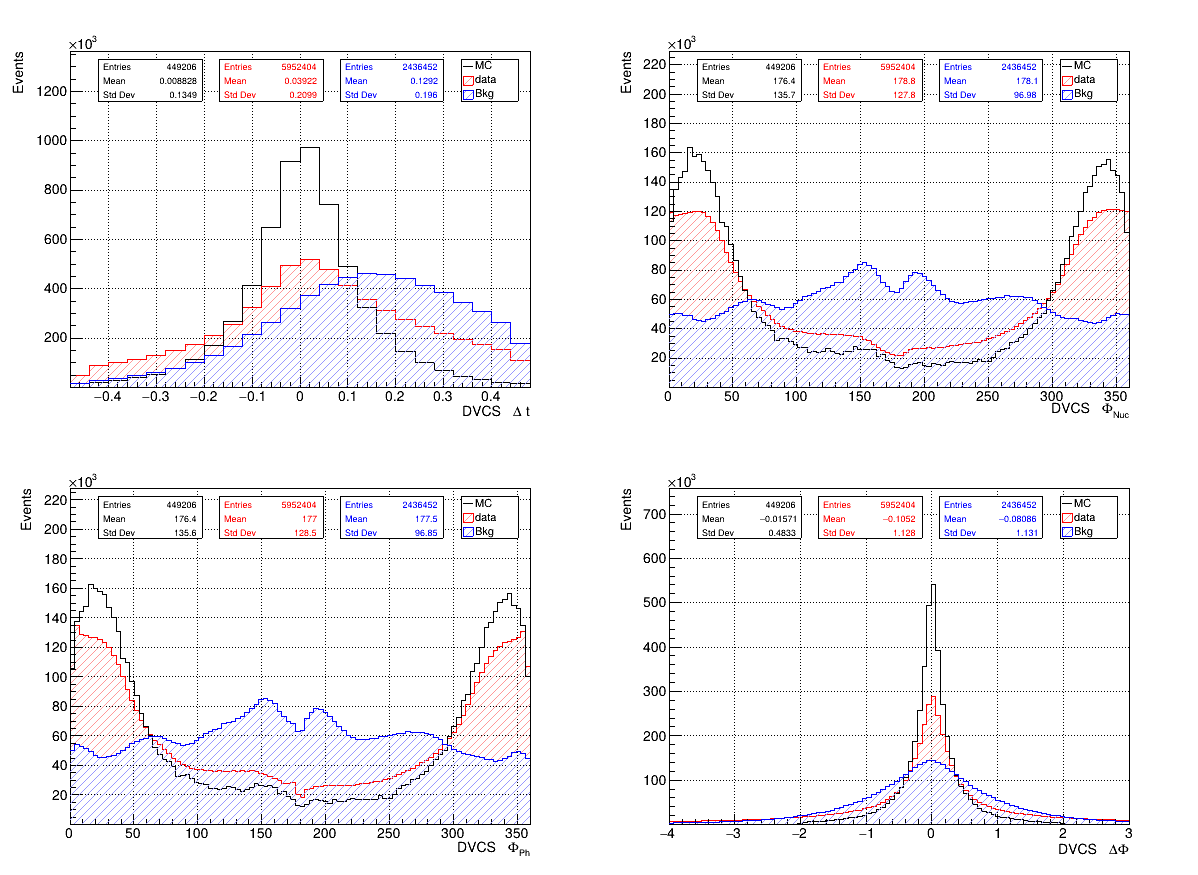 ×10³
Events
Entries 449206
Mean 0.008828
Std Dev 0.1349
Entries 5952404
Mean 0.03922
Std Dev 0.2099
Entries 2436452
Mean 0.1292
Std Dev 0.196
MC
data
Bkg
1200
1000
800
600
400
200
−0.4 −0.3 −0.2 −0.1 0 0.1 0.2 0.3 0.4
DVCS Δ t
×10³
Events
Entries 449206
Mean 176.4
Std Dev 135.7
Entries 5952404
Mean 178.8
Std Dev 127.8
Entries 2436452
Mean 178.1
Std Dev 96.98
MC
data
Bkg
220
200
180
160
140
120
100
80
60
40
20
0 50 100 150 200 250 300 350
DVCS Φ_Nuc
×10³
Events
Entries 449206
Mean 176.4
Std Dev 135.6
Entries 5952404
Mean 177
Std Dev 128.5
Entries 2436452
Mean 177.5
Std Dev 96.85
MC
data
Bkg
220
200
180
160
140
120
100
80
60
40
20
0 50 100 150 200 250 300 350
DVCS Φ_Ph
×10³
Events
Entries 449206
Mean −0.01571
Std Dev 0.4833
Entries 5952404
Mean −0.1052
Std Dev 1.128
Entries 2436452
Mean −0.08086
Std Dev 1.131
MC
data
Bkg
700
600
500
400
300
200
100
−4 −3 −2 −1 0 1 2 3
DVCS ΔΦ